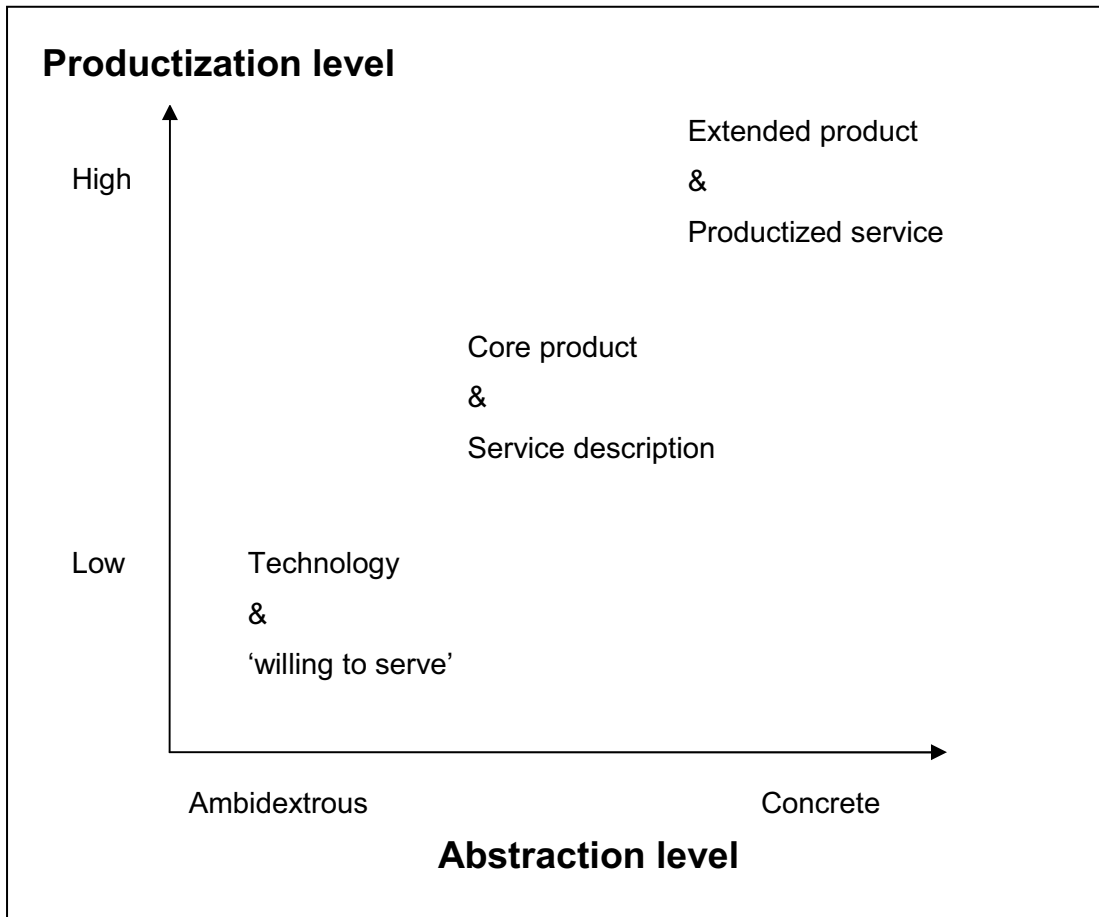 Productization level
Extended product
High
&
Productized service
Core product
&
Service description
Low
Technology
&
‘willing to serve’
Ambidextrous
Concrete
Abstraction level